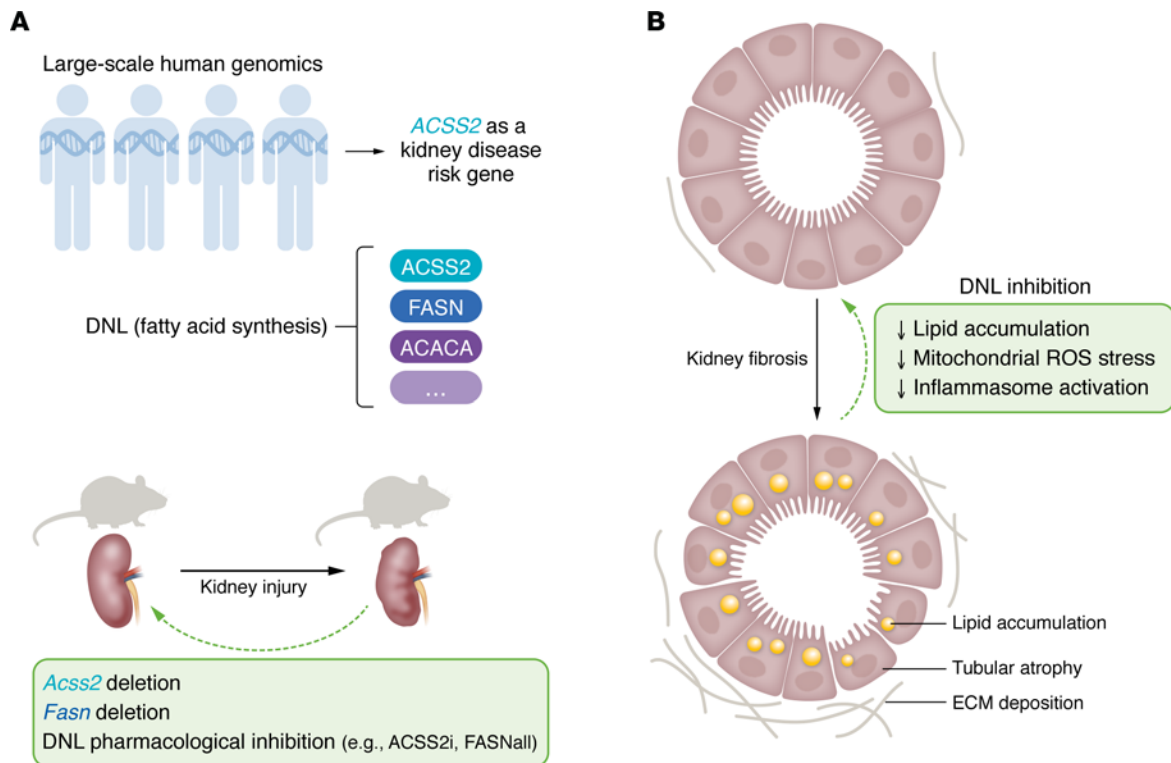 A
Large-scale human genomics
ACSS2 as a
kidney disease
risk gene
DNL (fatty acid synthesis)
ACSS2
FASN
ACACA
...
Kidney injury
Acss2 deletion
Fasn deletion
DNL pharmacological inhibition (e.g., ACSS2i, FASNall)
B
DNL inhibition
↓ Lipid accumulation
↓ Mitochondrial ROS stress
↓ Inflammasome activation
Kidney fibrosis
Lipid accumulation
Tubular atrophy
ECM deposition